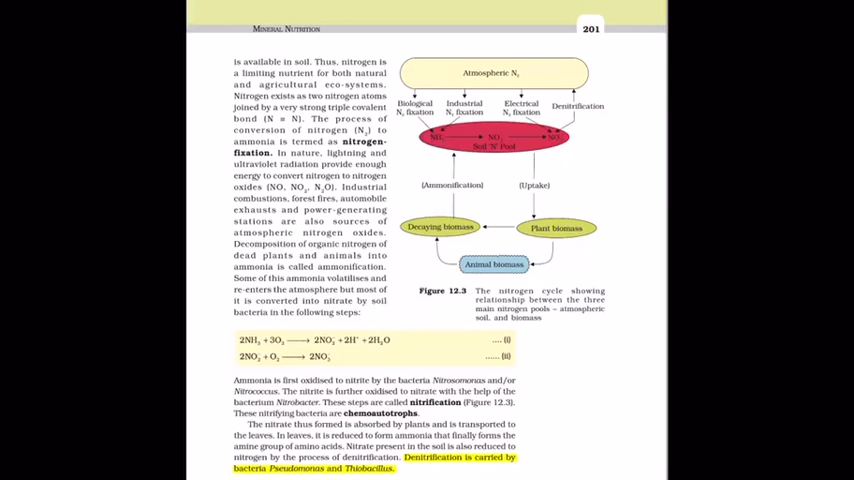 MINERAL NUTRITION
201
is available in soil. Thus, nitrogen is
a limiting nutrient for both natural
and agricultural eco-systems.
Nitrogen exists as two nitrogen atoms
joined by a very strong triple covalent
bond (N ≡ N). The process of
conversion of nitrogen (N₂) to
ammonia is termed as nitrogen-
fixation. In nature, lightning and
ultraviolet radiation provide enough
energy to convert nitrogen to nitrogen
oxides (NO, NO₂, N₂O). Industrial
combustions, forest fires, automobile
exhausts and power-generating
stations are also sources of
atmospheric nitrogen oxides.
Decomposition of organic nitrogen of
dead plants and animals into
ammonia is called ammonification.
Some of this ammonia volatilises and
re-enters the atmosphere but most of
it is converted into nitrate by soil
bacteria in the following steps:
Atmospheric N₂
Biological
N₂ fixation
Industrial
N₂ fixation
Electrical
N₂ fixation
Denitrification
NH₃
NO₂
NO₃
Soil 'N' Pool
(Ammonification)
(Uptake)
Decaying biomass
Plant biomass
Animal biomass
Figure 12.3 The nitrogen cycle showing
relationship between the three
main nitrogen pools – atmospheric
soil, and biomass
2NH₃ + 3O₂ ⟶ 2NO₂⁻ + 2H⁺ + 2H₂O .... (i)
2NO₂⁻ + O₂ ⟶ 2NO₃⁻ ...... (ii)
Ammonia is first oxidised to nitrite by the bacteria Nitrosomonas and/or
Nitrococcus. The nitrite is further oxidised to nitrate with the help of the
bacterium Nitrobacter. These steps are called nitrification (Figure 12.3).
These nitrifying bacteria are chemoautotrophs.
The nitrate thus formed is absorbed by plants and is transported to
the leaves. In leaves, it is reduced to form ammonia that finally forms the
amine group of amino acids. Nitrate present in the soil is also reduced to
nitrogen by the process of denitrification. Denitrification is carried by
bacteria Pseudomonas and Thiobacillus.